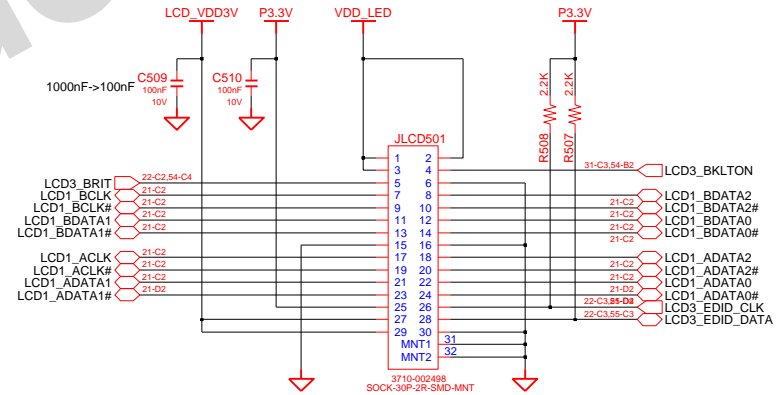 LCD_VDD3V P3.3V VDD_LED P3.3V
1000nF->100nF
C509
100nF
10V
C510
100nF
10V
2.2K
2.2K
R508
R507
JLCD501
1 2
3 4
5 6
7 8
9 10
11 12
13 14
15 16
17 18
19 20
21 22
23 24
25 26
27 28
29 30
MNT1 31
MNT2 32
3710-002498
SOCK-30P-2R-SMD-MNT
LCD3_BRIT 22-C2,54-C4
LCD1_BCLK 21-C2
LCD1_BCLK# 21-C2
LCD1_BDATA1 21-C2
LCD1_BDATA1# 21-C2
LCD1_ACLK 21-C2
LCD1_ACLK# 21-C2
LCD1_ADATA1 21-C2
LCD1_ADATA1# 21-D2
31-C3,54-B2 LCD3_BKLTON
LCD1_BDATA2
21-C2 LCD1_BDATA2#
21-C2 LCD1_BDATA0
21-C2 LCD1_BDATA0#
21-C2
LCD1_ADATA2
21-C2 LCD1_ADATA2#
21-C2 LCD1_ADATA0
21-D2 LCD1_ADATA0#
LCD3_EDID_CLK
22-C3,55-C3 LCD3_EDID_DATA